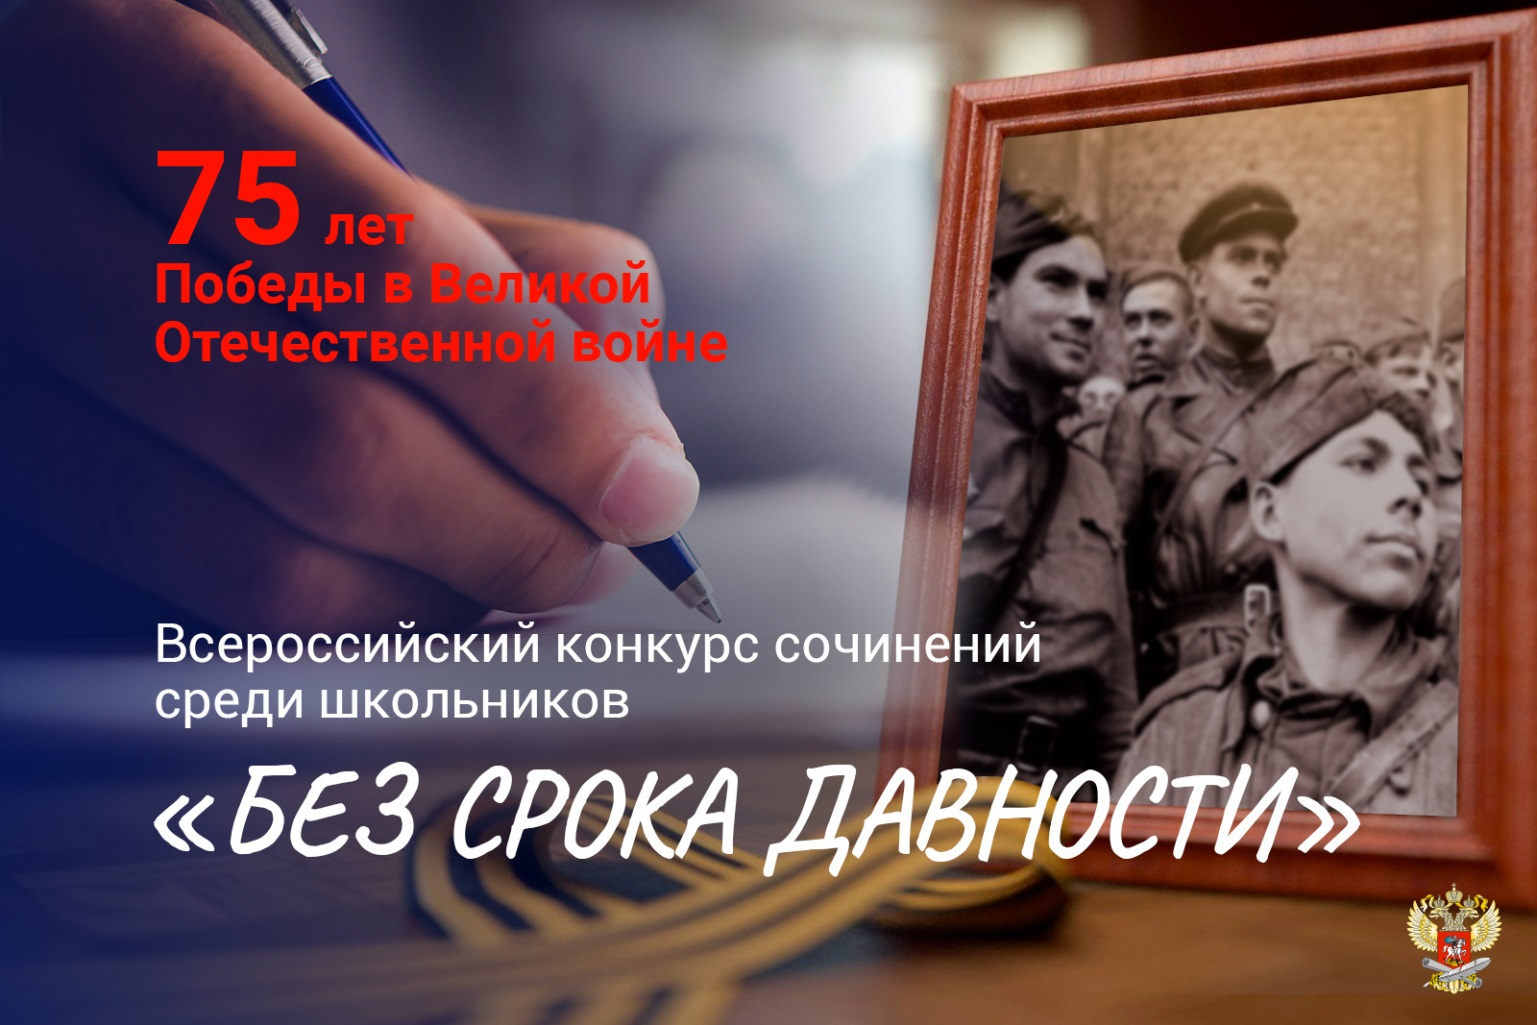 75 лет
Победы в Великой
Отечественной войне
Всероссийский конкурс сочинений
среди школьников
«БЕЗ СРОКА ДАВНОСТИ»